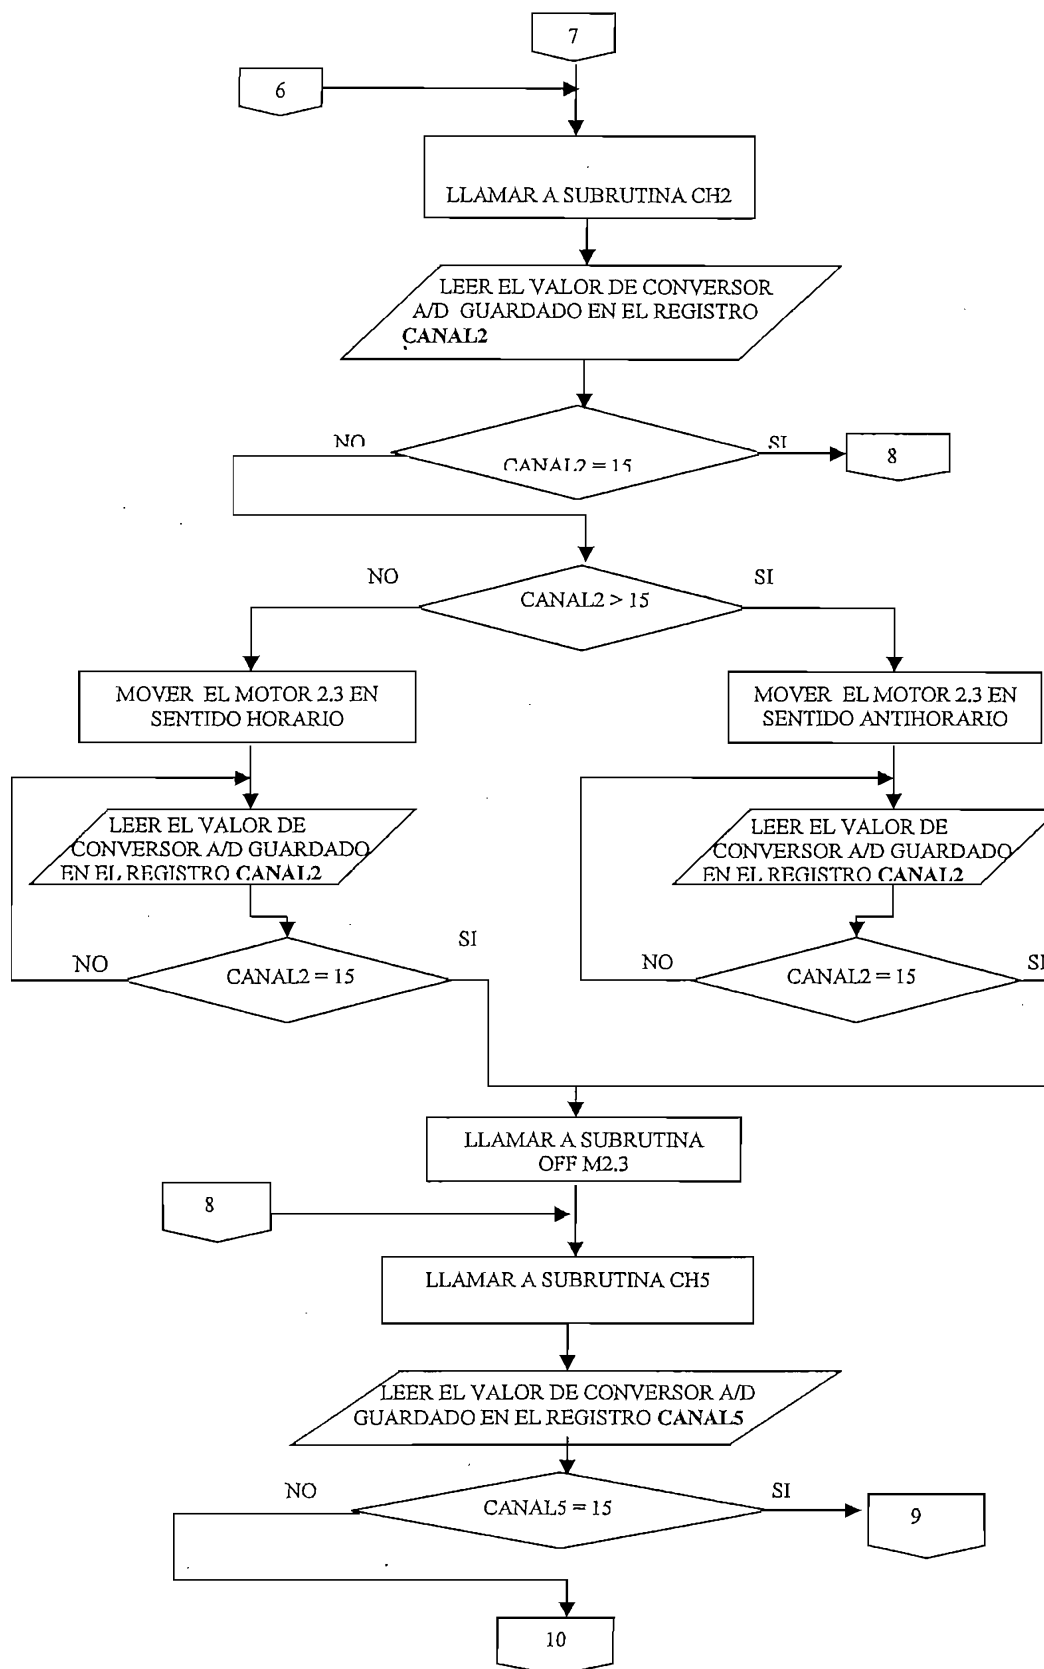 7
6
LLAMAR A SUBRUTINA CH2
LEER EL VALOR DE CONVERSOR
A/D GUARDADO EN EL REGISTRO
CANAL2
NO
SI
CANAL2 = 15
8
NO
SI
CANAL2 > 15
MOVER EL MOTOR 2.3 EN
SENTIDO HORARIO
MOVER EL MOTOR 2.3 EN
SENTIDO ANTIHORARIO
LEER EL VALOR DE
CONVERSOR A/D GUARDADO
EN EL REGISTRO CANAL2
LEER EL VALOR DE
CONVERSOR A/D GUARDADO
EN EL REGISTRO CANAL2
SI
NO
CANAL2 = 15
NO
CANAL2 = 15
SI
LLAMAR A SUBRUTINA
OFF M2.3
8
LLAMAR A SUBRUTINA CH5
LEER EL VALOR DE CONVERSOR A/D
GUARDADO EN EL REGISTRO CANAL5
NO
SI
CANAL5 = 15
9
10